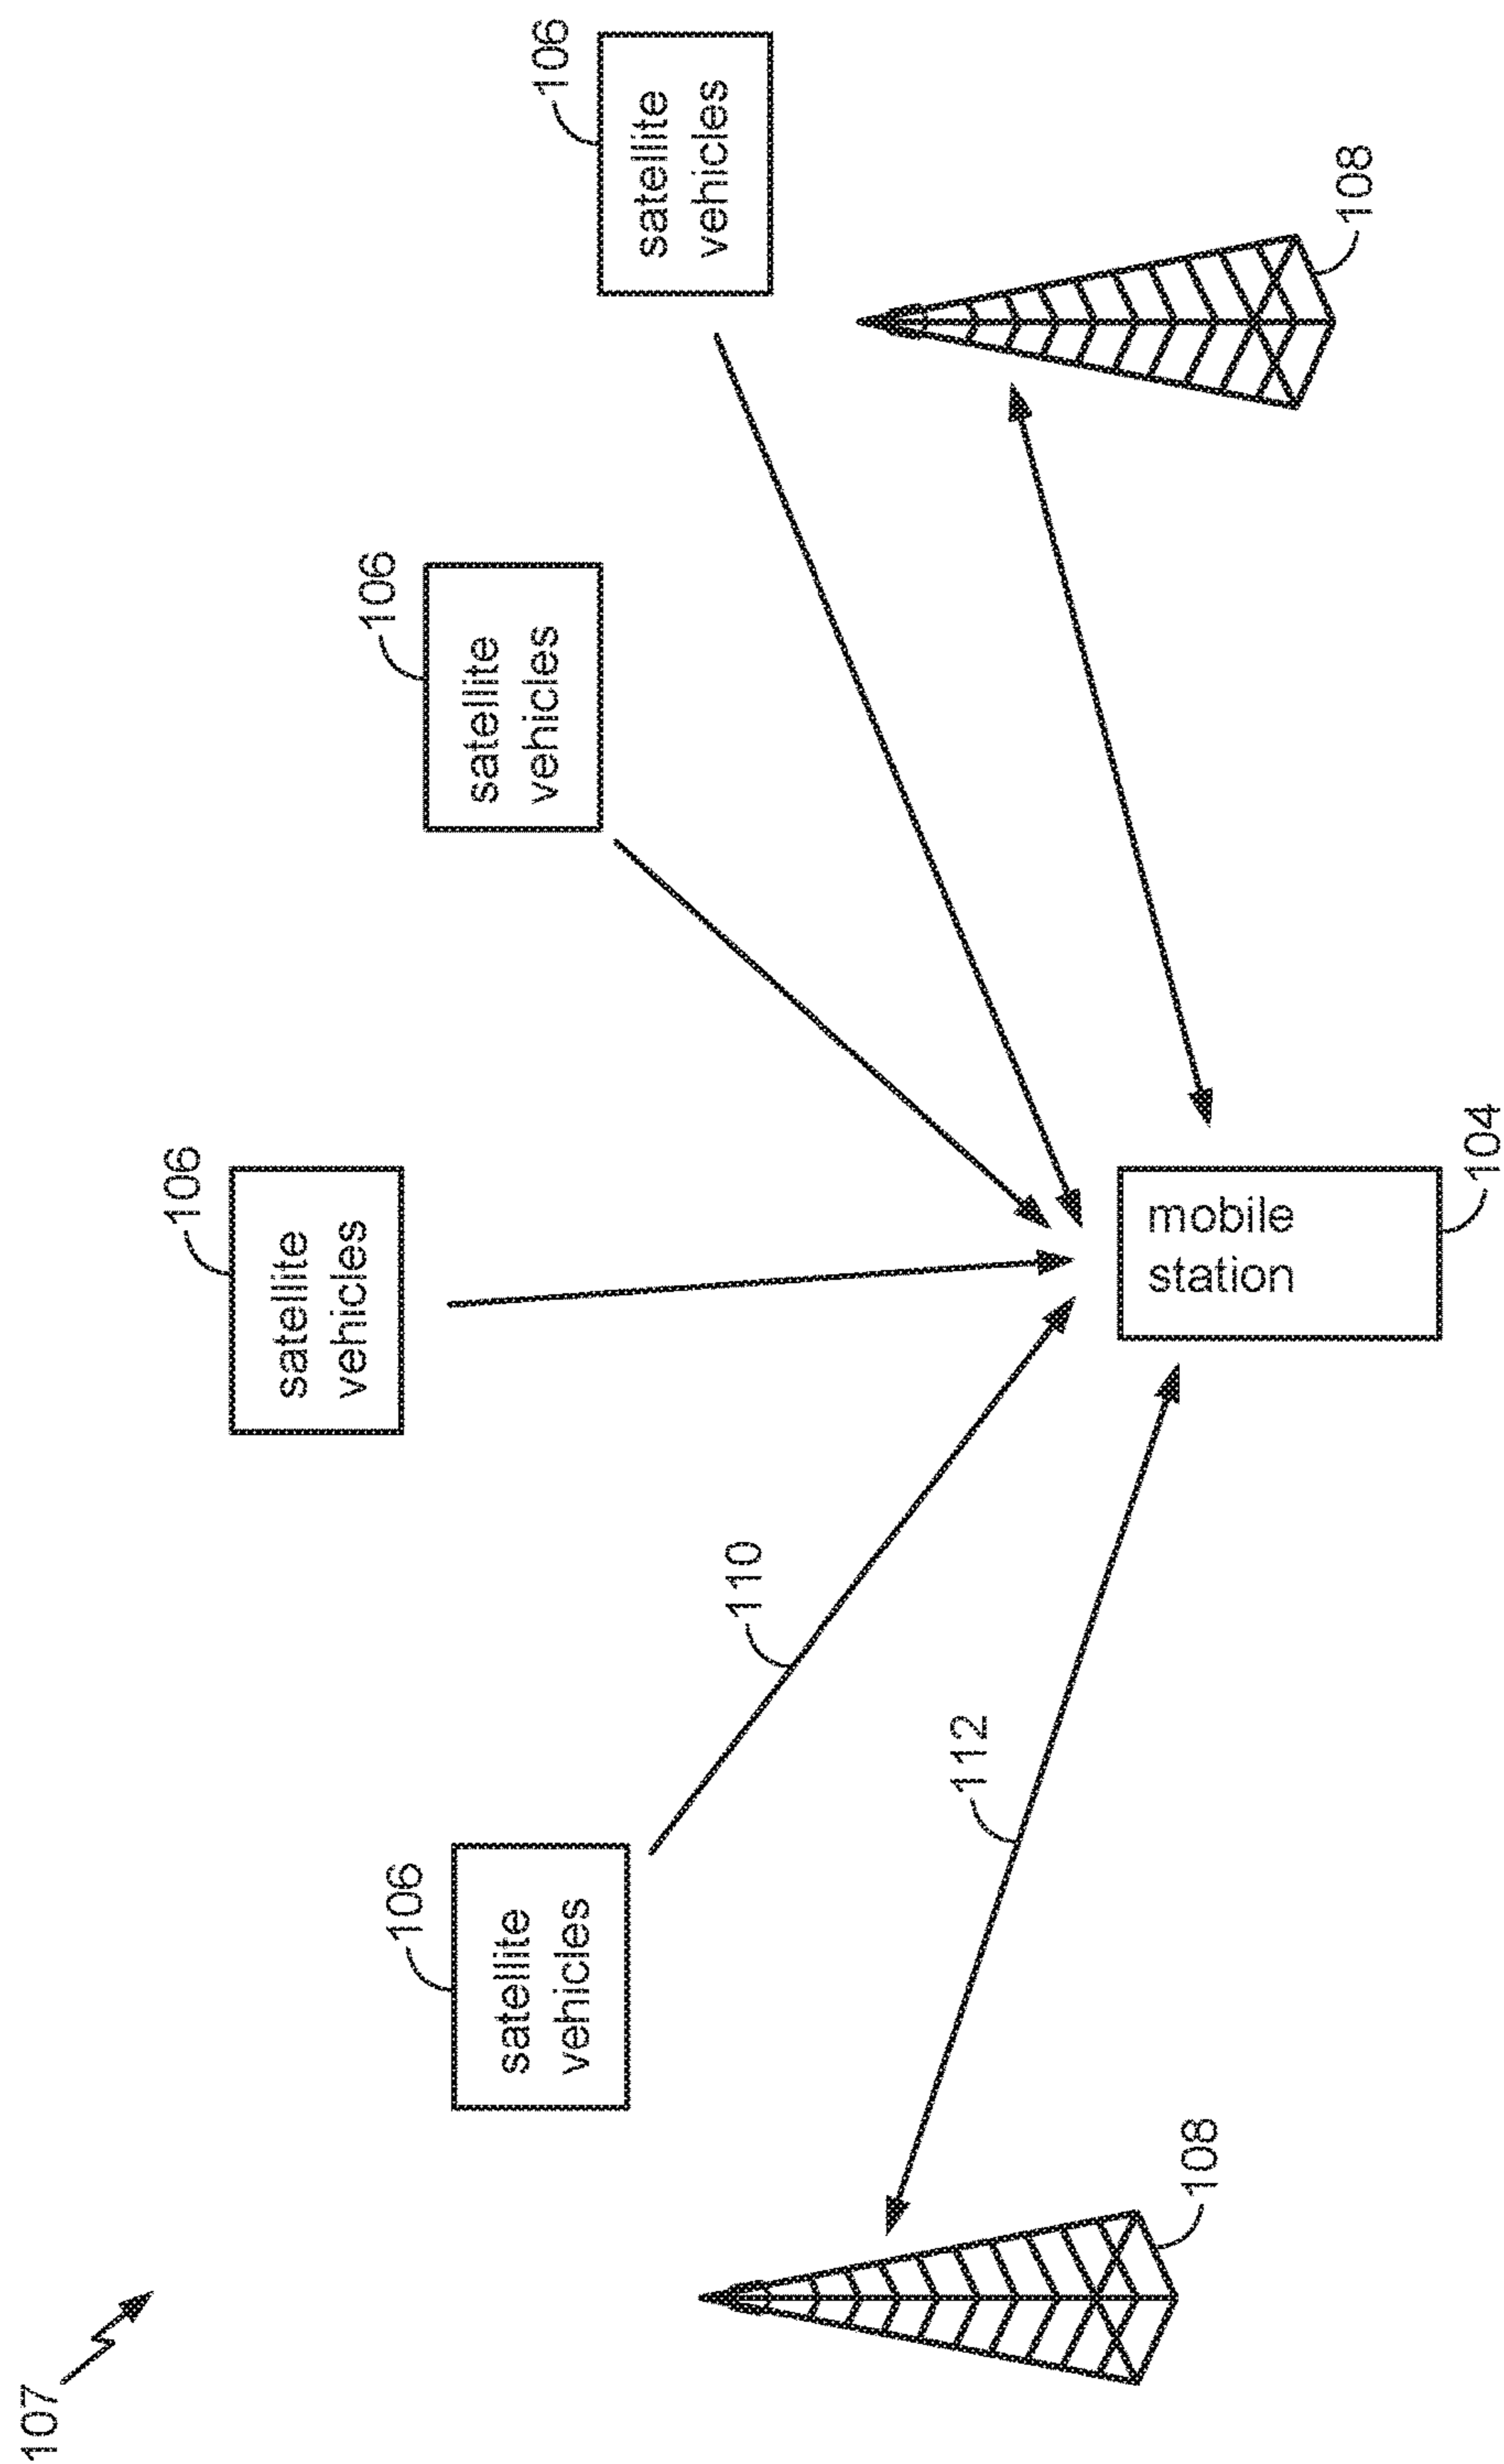 107
106
satellite
vehicles
106
satellite
vehicles
106
satellite
vehicles
106
satellite
vehicles
110
112
108
108
mobile
station
104